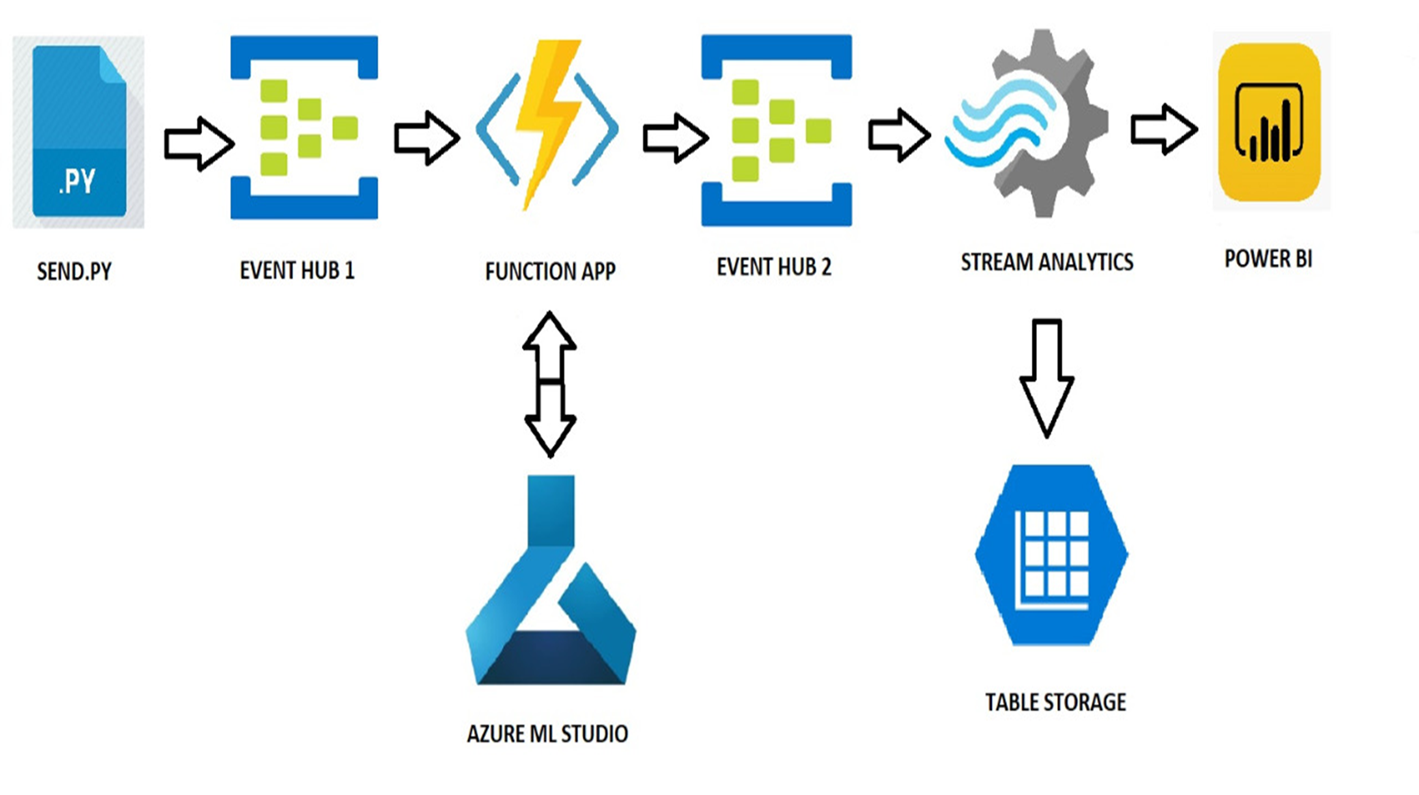 .PY
SEND.PY
EVENT HUB 1
FUNCTION APP
EVENT HUB 2
STREAM ANALYTICS
POWER BI
AZURE ML STUDIO
TABLE STORAGE